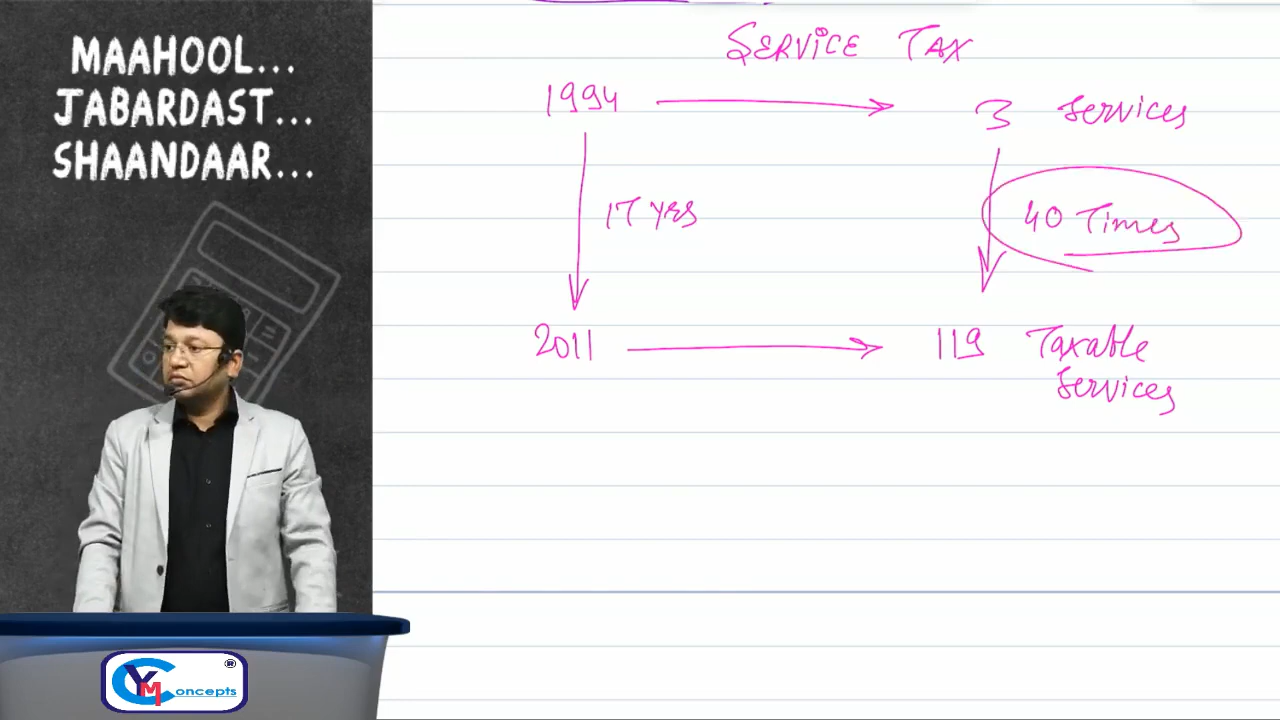 MAAHOOL...
JABARDAST...
SHAANDAAR...
SERVICE TAX
1994 3 Services
17 yrs 40 Times
2011 119 Taxable
Services
YM Concepts ®